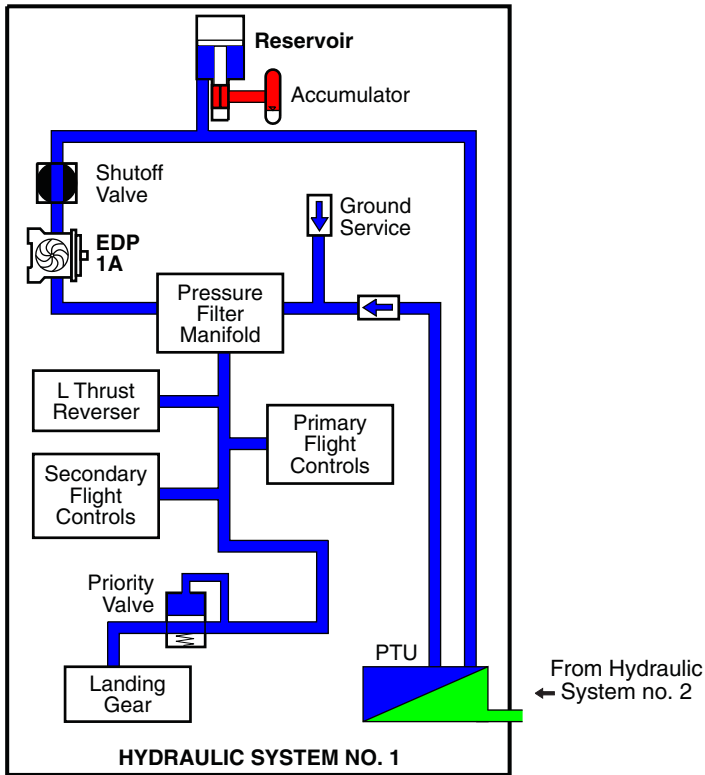 Reservoir
Accumulator
Shutoff
Valve
Ground
Service
EDP
1A
Pressure
Filter
Manifold
L Thrust
Reverser
Primary
Flight
Controls
Secondary
Flight
Controls
Priority
Valve
PTU
Landing
Gear
From Hydraulic
System no. 2
HYDRAULIC SYSTEM NO. 1